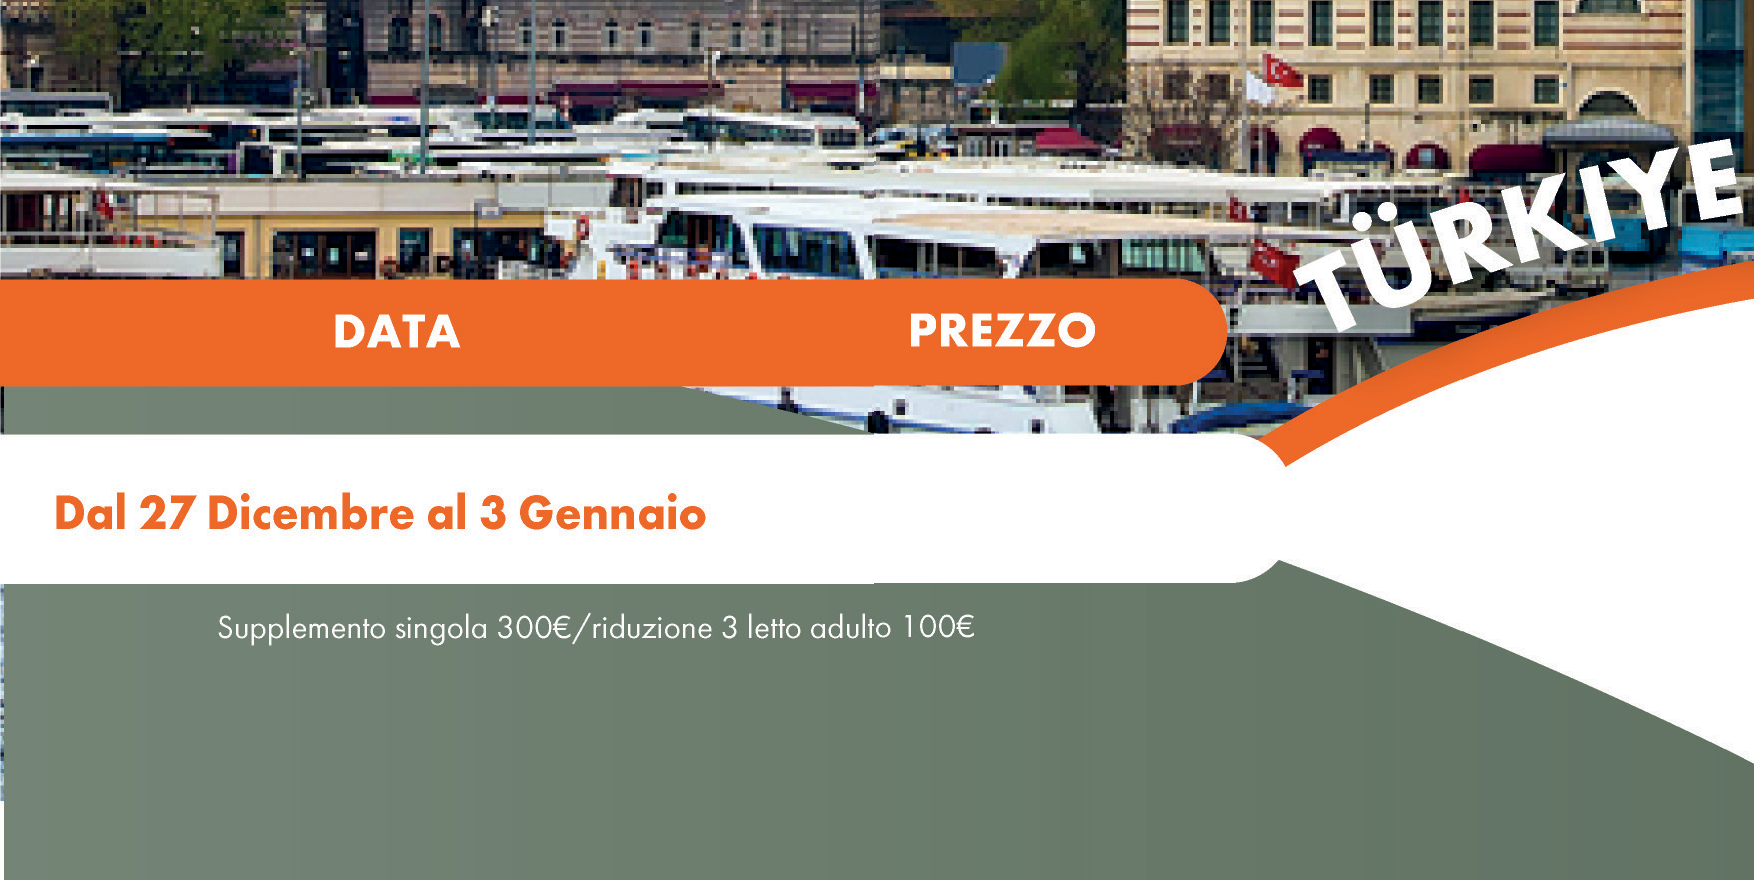 TÜRKIYE
DATA PREZZO
Dal 27 Dicembre al 3 Gennaio
Supplemento singola 300€/riduzione 3 letto adulto 100€